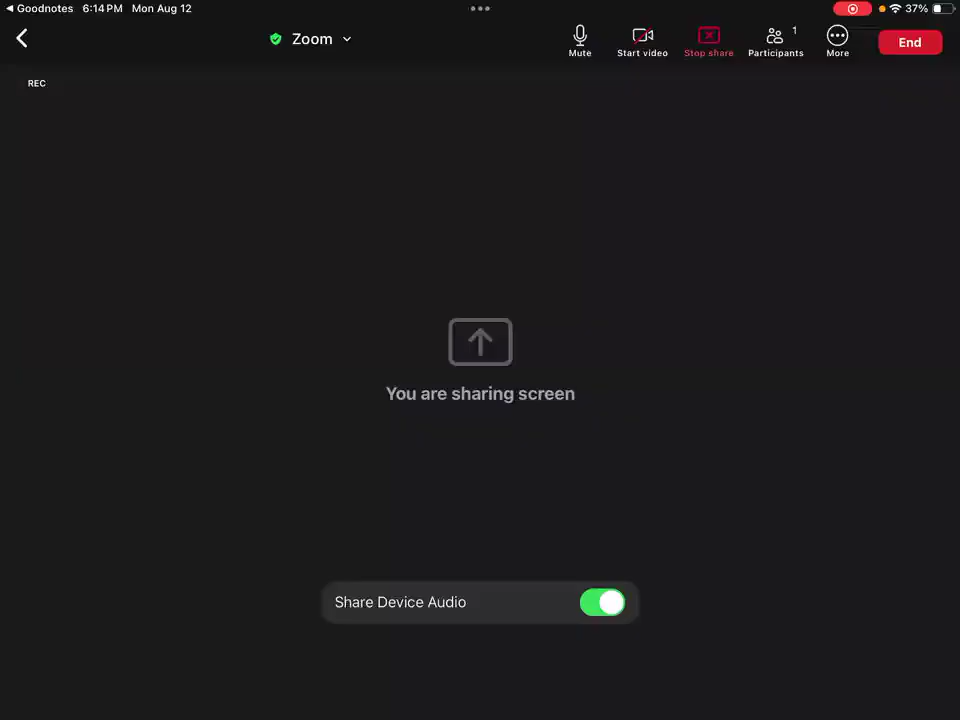 ◀ Goodnotes 6:14 PM Mon Aug 12
37%
Zoom
Mute
Start video
Stop share
Participants 1
More
End
REC
You are sharing screen
Share Device Audio